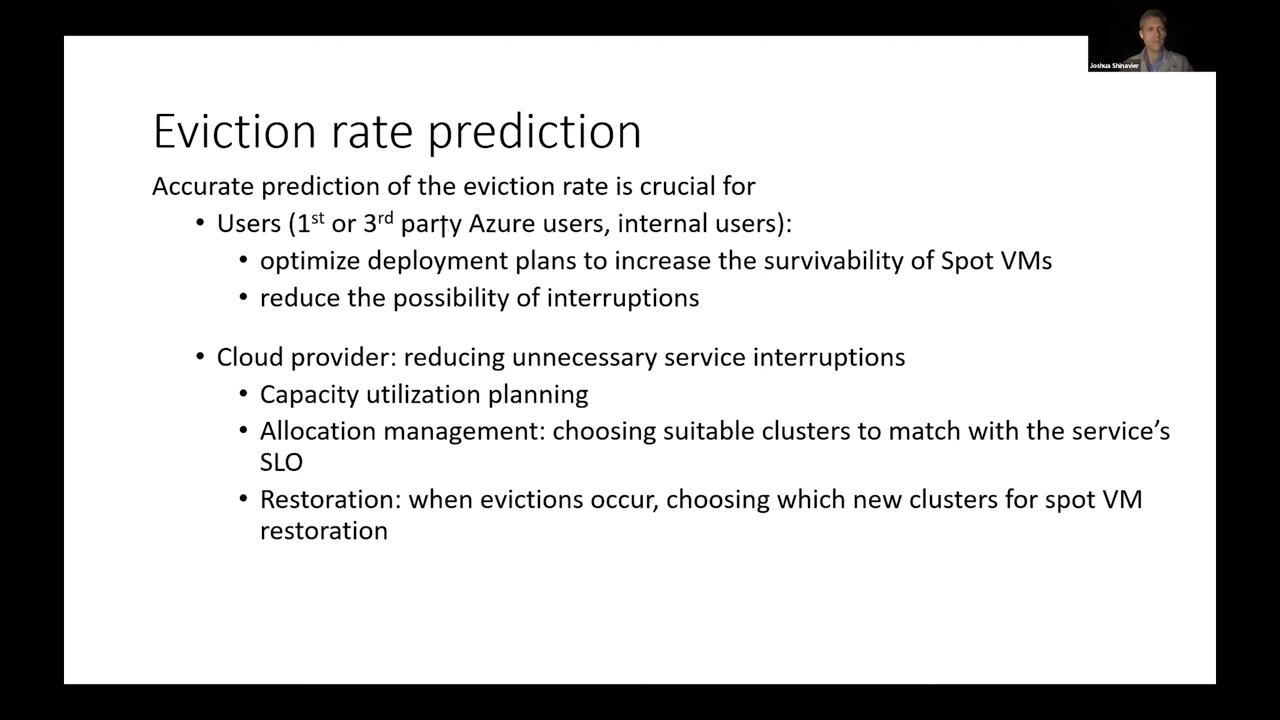 Joshua Shinavier
Eviction rate prediction
Accurate prediction of the eviction rate is crucial for
• Users (1st or 3rd party Azure users, internal users):
• optimize deployment plans to increase the survivability of Spot VMs
• reduce the possibility of interruptions
• Cloud provider: reducing unnecessary service interruptions
• Capacity utilization planning
• Allocation management: choosing suitable clusters to match with the service’s
SLO
• Restoration: when evictions occur, choosing which new clusters for spot VM
restoration